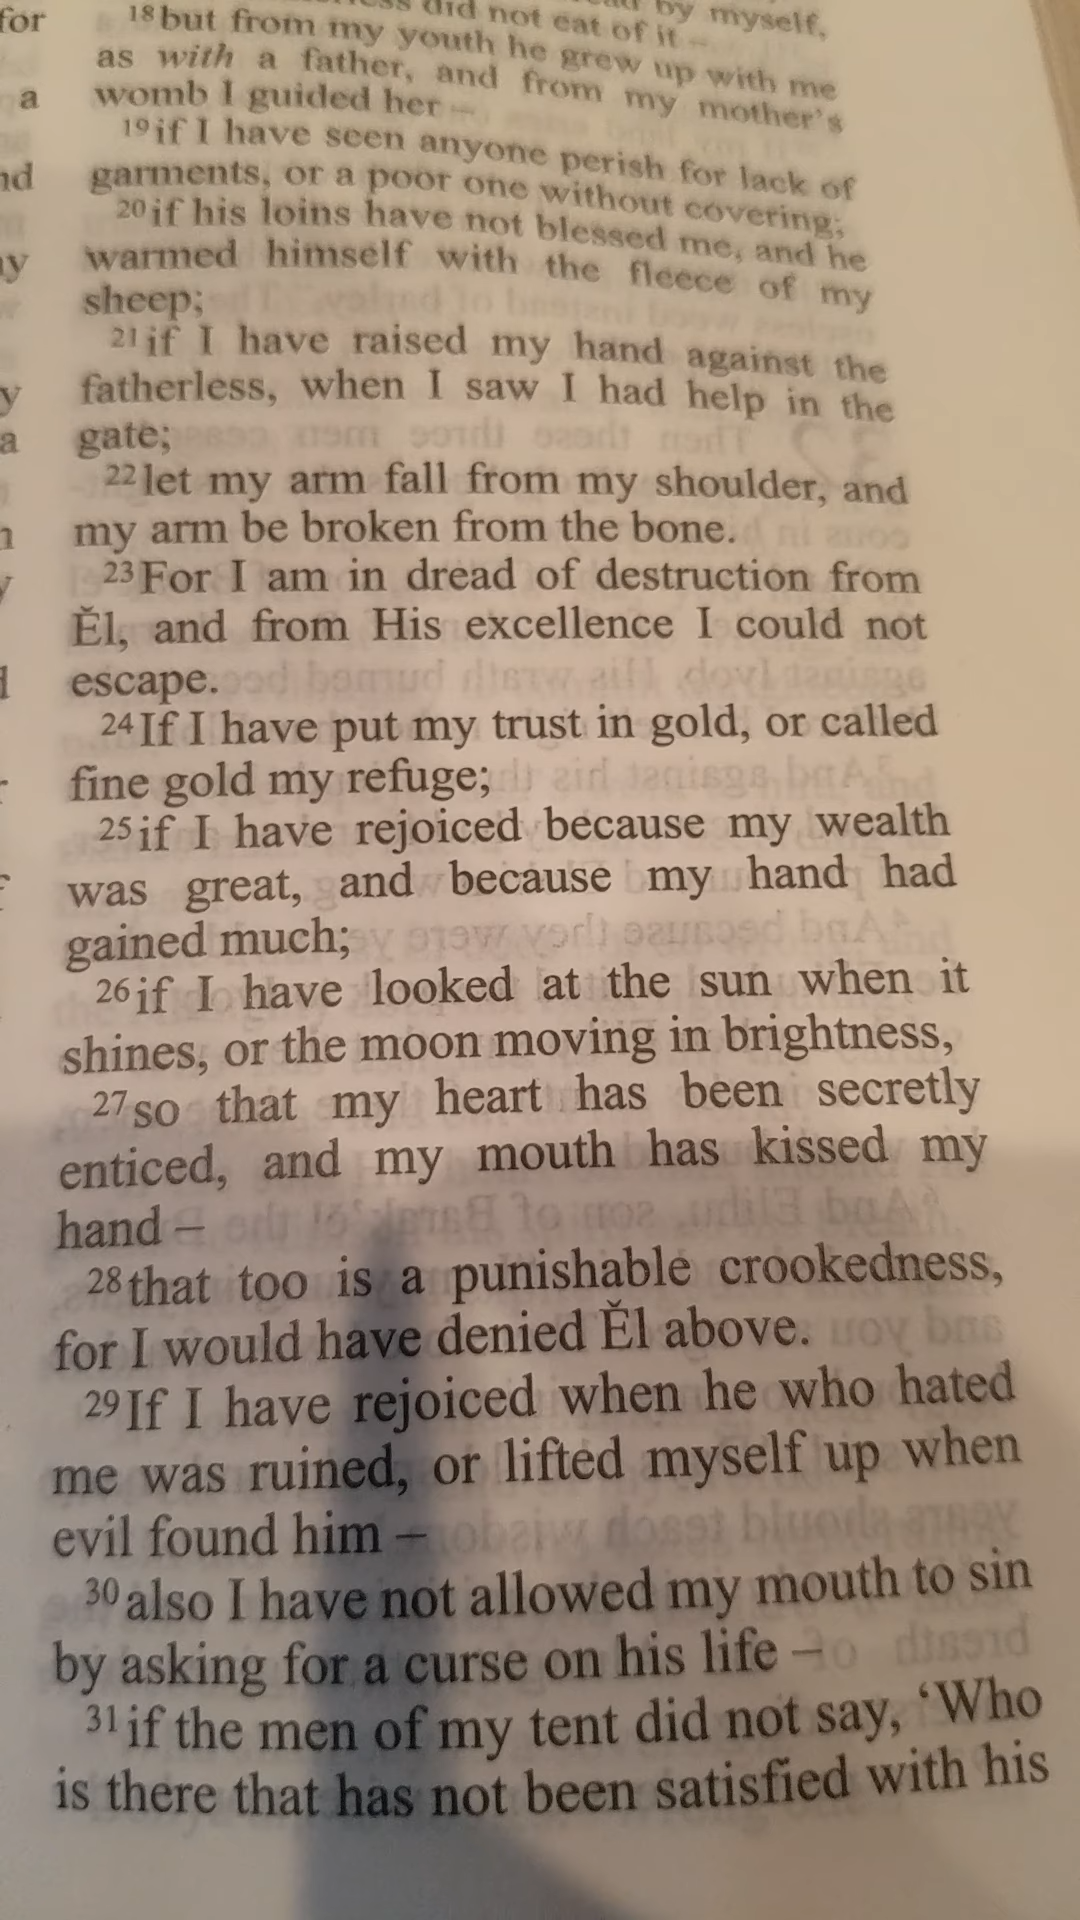 for
a
nd
ny
y
a
did not eat of it – by myself,
18 but from my youth he grew up with me
as with a father, and from my mother's
womb I guided her –
19 if I have seen anyone perish for lack of
garments, or a poor one without covering;
20 if his loins have not blessed me, and he
warmed himself with the fleece of my
sheep;
21 if I have raised my hand against the
fatherless, when I saw I had help in the
gate;
22 let my arm fall from my shoulder, and
my arm be broken from the bone.
23 For I am in dread of destruction from
Ěl, and from His excellence I could not
escape.
24 If I have put my trust in gold, or called
fine gold my refuge;
25 if I have rejoiced because my wealth
was great, and because my hand had
gained much;
26 if I have looked at the sun when it
shines, or the moon moving in brightness,
27 so that my heart has been secretly
enticed, and my mouth has kissed my
hand –
28 that too is a punishable crookedness,
for I would have denied Ěl above.
29 If I have rejoiced when he who hated
me was ruined, or lifted myself up when
evil found him –
30 also I have not allowed my mouth to sin
by asking for a curse on his life –
31 if the men of my tent did not say, ‘Who
is there that has not been satisfied with his